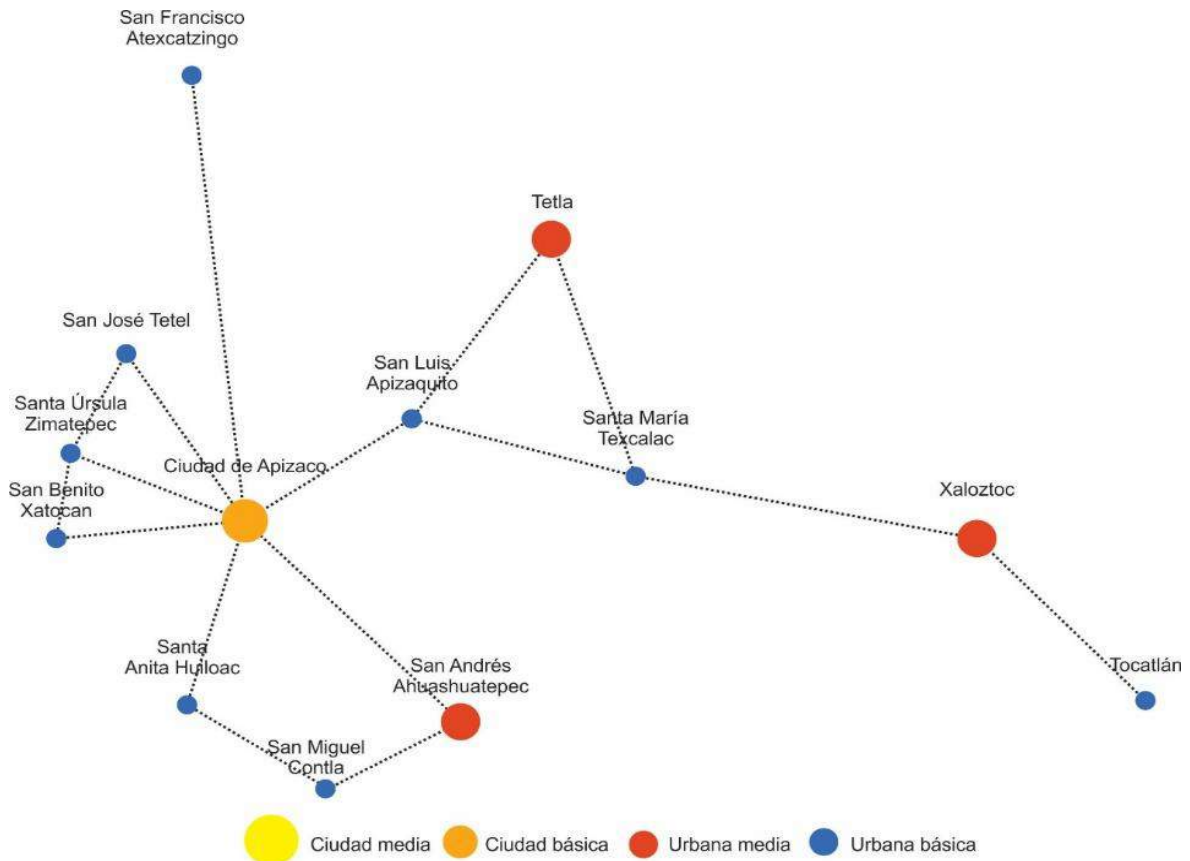 San Francisco
Atexcatzingo
Tetla
San José Tetel
San Luis
Apizaquito
Santa Úrsula
Zimatepec
Santa María
Texcalac
Ciudad de Apizaco
San Benito
Xatocan
Xaloztoc
Santa
Anita Huiloac
San Andrés
Ahuashuatepec
Tocatlán
San Miguel
Contla
Ciudad media
Ciudad básica
Urbana media
Urbana básica